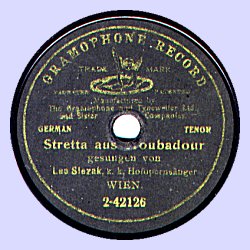 GRAMOPHONE RECORD
TRADE MARK
Manufactured by
The Gramophone and Typewriter Ltd.
and Sister Companies.
GERMAN TENOR
Stretta aus Troubadour
gesungen von
Leo Slezak, k. k. Hofopernsänger
WIEN.
2-42126